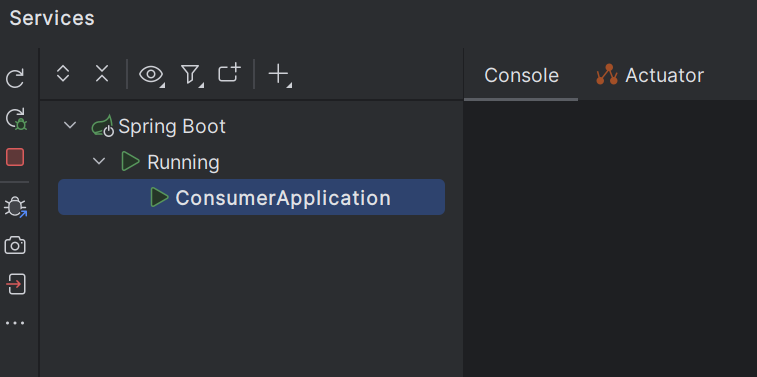 Services
Console
Actuator
Spring Boot
Running
ConsumerApplication